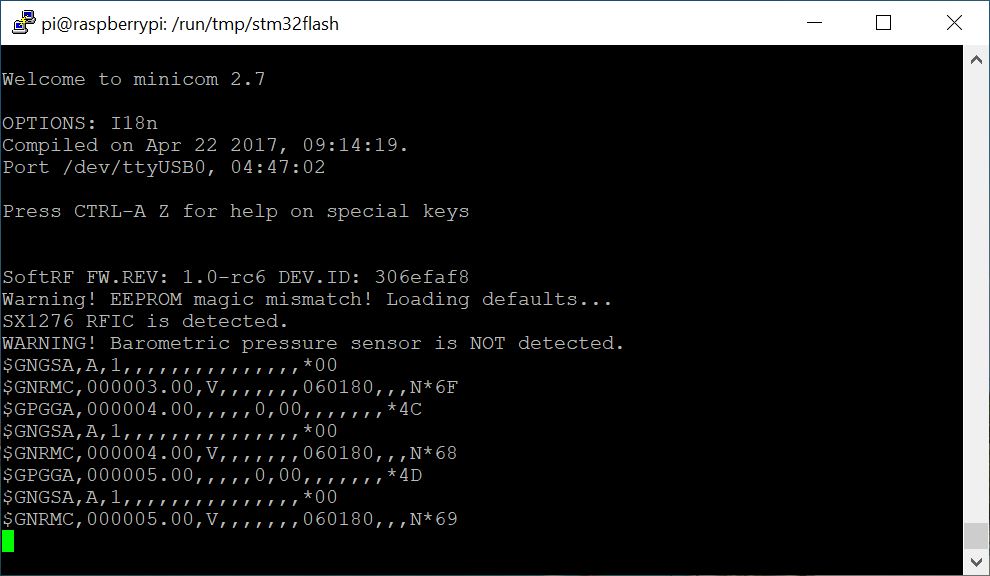 pi@raspberrypi: /run/tmp/stm32flash
Welcome to minicom 2.7
OPTIONS: I18n
Compiled on Apr 22 2017, 09:14:19.
Port /dev/ttyUSB0, 04:47:02
Press CTRL-A Z for help on special keys
SoftRF FW.REV: 1.0-rc6 DEV.ID: 306efaf8
Warning! EEPROM magic mismatch! Loading defaults...
SX1276 RFIC is detected.
WARNING! Barometric pressure sensor is NOT detected.
$GNGSA,A,1,,,,,,,,,,,,,,,*00
$GNRMC,000003.00,V,,,,,,,060180,,,N*6F
$GPGGA,000004.00,,,,,0,00,,,,,,,*4C
$GNGSA,A,1,,,,,,,,,,,,,,,*00
$GNRMC,000004.00,V,,,,,,,060180,,,N*68
$GPGGA,000005.00,,,,,0,00,,,,,,,*4D
$GNGSA,A,1,,,,,,,,,,,,,,,*00
$GNRMC,000005.00,V,,,,,,,060180,,,N*69